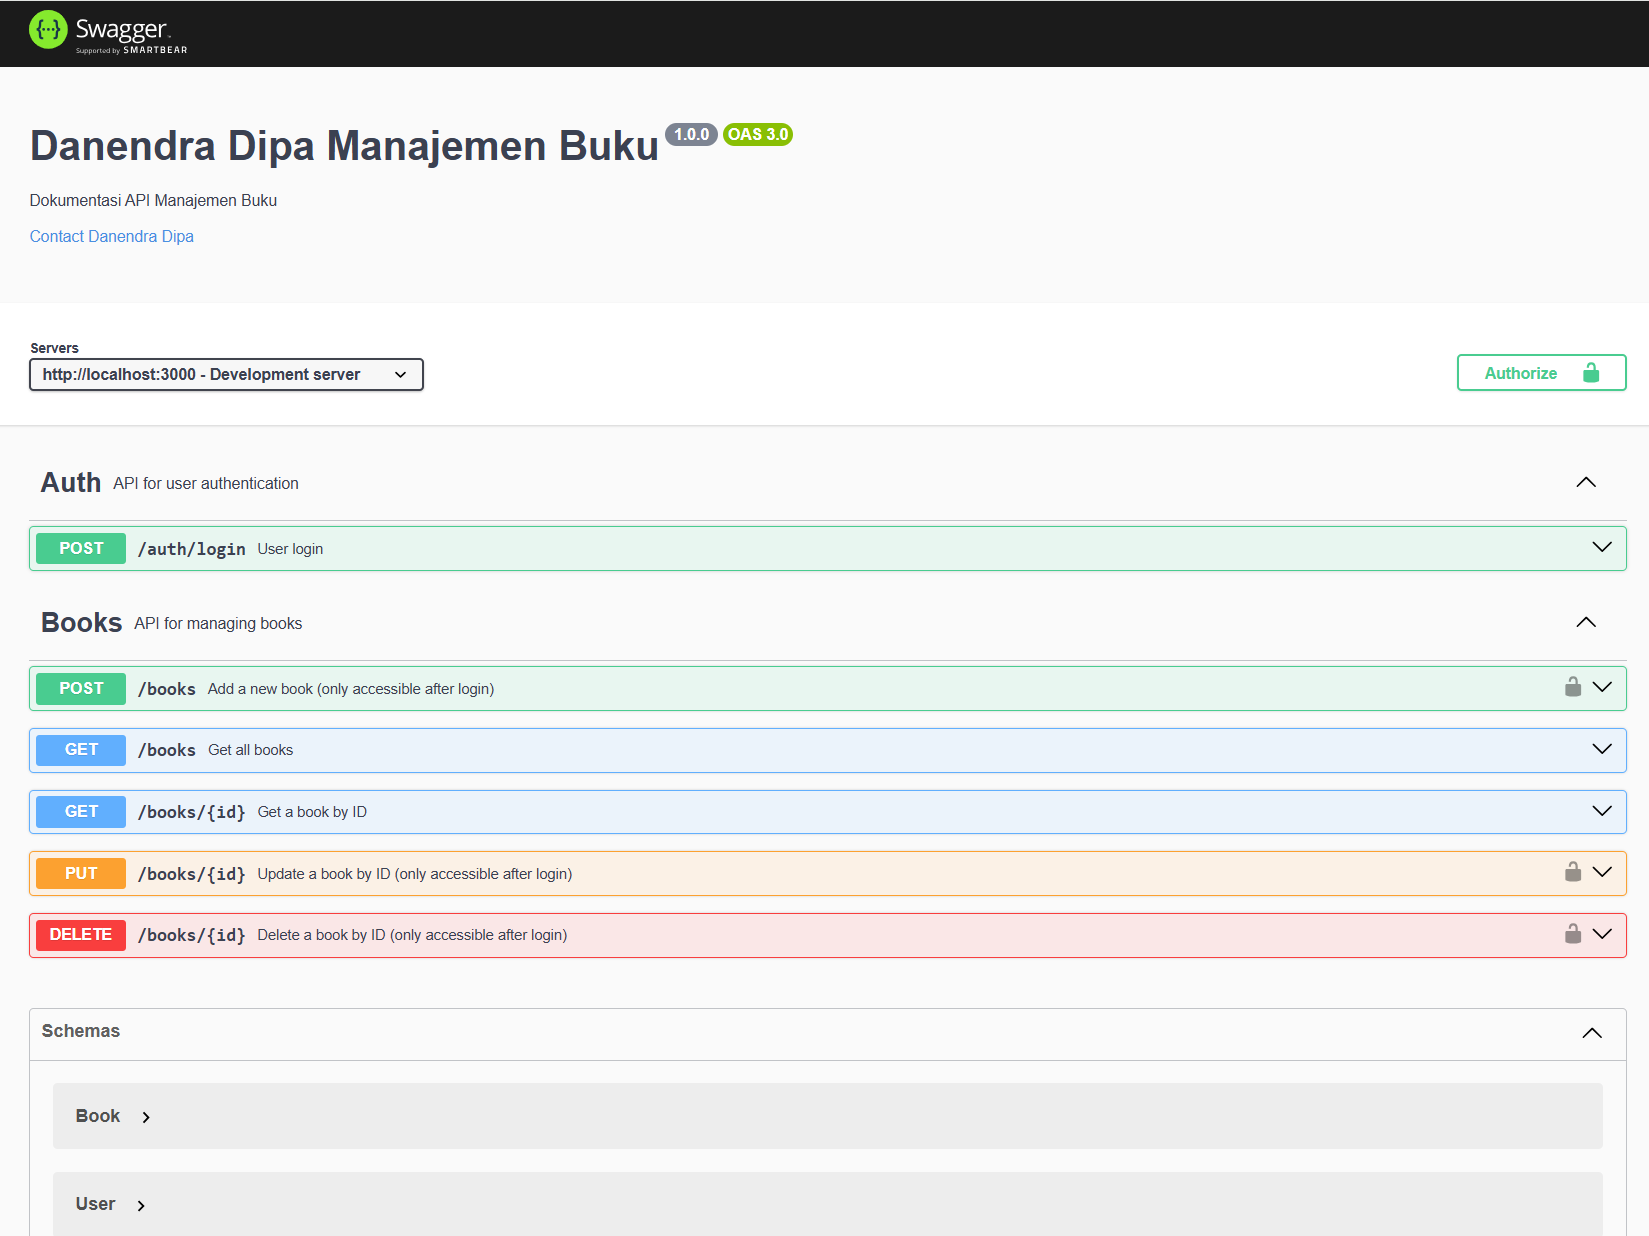 {...} Swagger™
Supported by SMARTBEAR
Danendra Dipa Manajemen Buku 1.0.0 OAS 3.0
Dokumentasi API Manajemen Buku
Contact Danendra Dipa
Servers
http://localhost:3000 - Development server
Authorize
Auth API for user authentication
POST /auth/login User login
Books API for managing books
POST /books Add a new book (only accessible after login)
GET /books Get all books
GET /books/{id} Get a book by ID
PUT /books/{id} Update a book by ID (only accessible after login)
DELETE /books/{id} Delete a book by ID (only accessible after login)
Schemas
Book
User